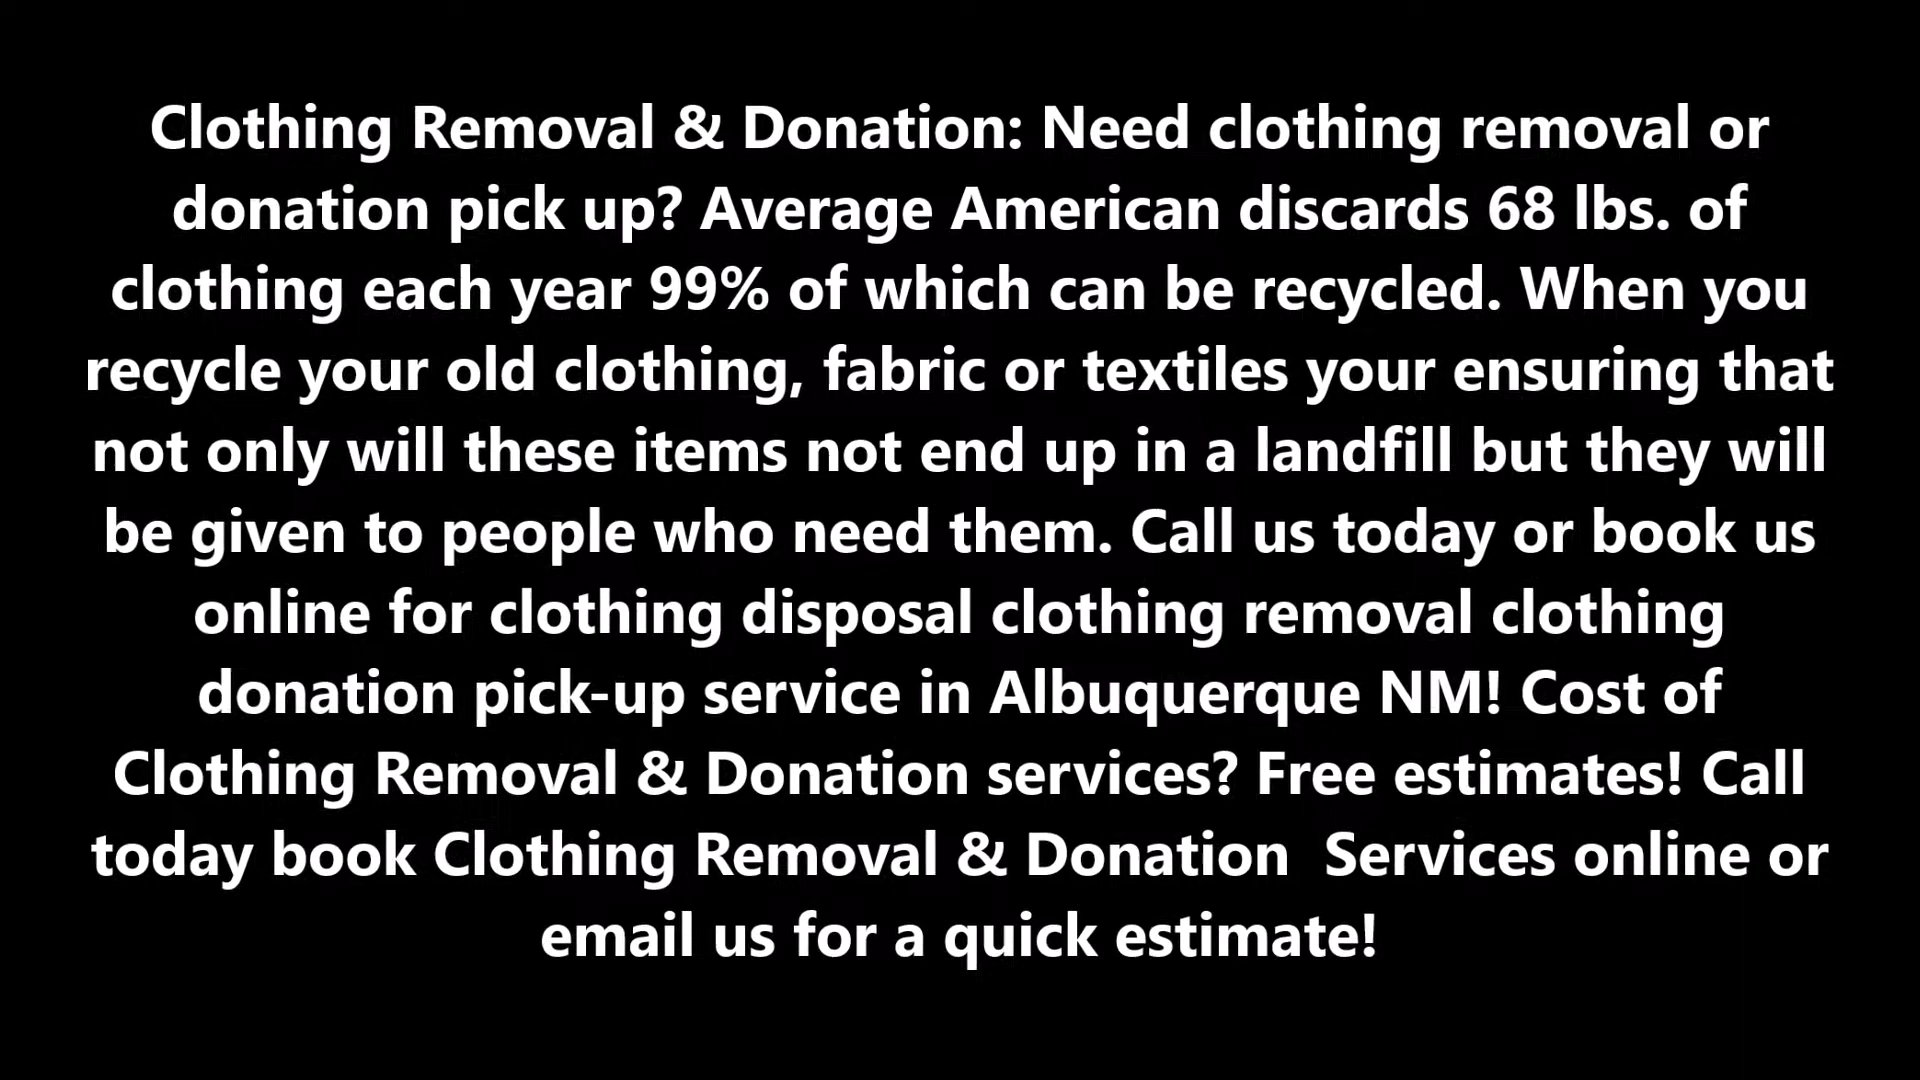 Clothing Removal & Donation: Need clothing removal or
donation pick up? Average American discards 68 lbs. of
clothing each year 99% of which can be recycled. When you
recycle your old clothing, fabric or textiles your ensuring that
not only will these items not end up in a landfill but they will
be given to people who need them. Call us today or book us
online for clothing disposal clothing removal clothing
donation pick-up service in Albuquerque NM! Cost of
Clothing Removal & Donation services? Free estimates! Call
today book Clothing Removal & Donation  Services online or
email us for a quick estimate!